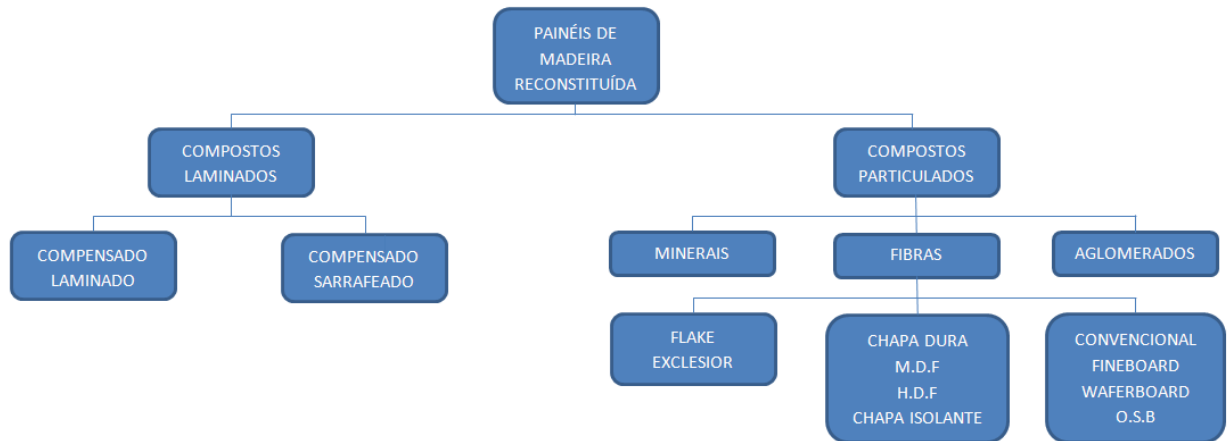 PAINÉIS DE
MADEIRA
RECONSTITUÍDA
COMPOSTOS
LAMINADOS
COMPOSTOS
PARTICULADOS
COMPENSADO
LAMINADO
COMPENSADO
SARRAFEADO
MINERAIS
FIBRAS
AGLOMERADOS
FLAKE
EXCLESIOR
CHAPA DURA
M.D.F
H.D.F
CHAPA ISOLANTE
CONVENCIONAL
FINEBOARD
WAFERBOARD
O.S.B